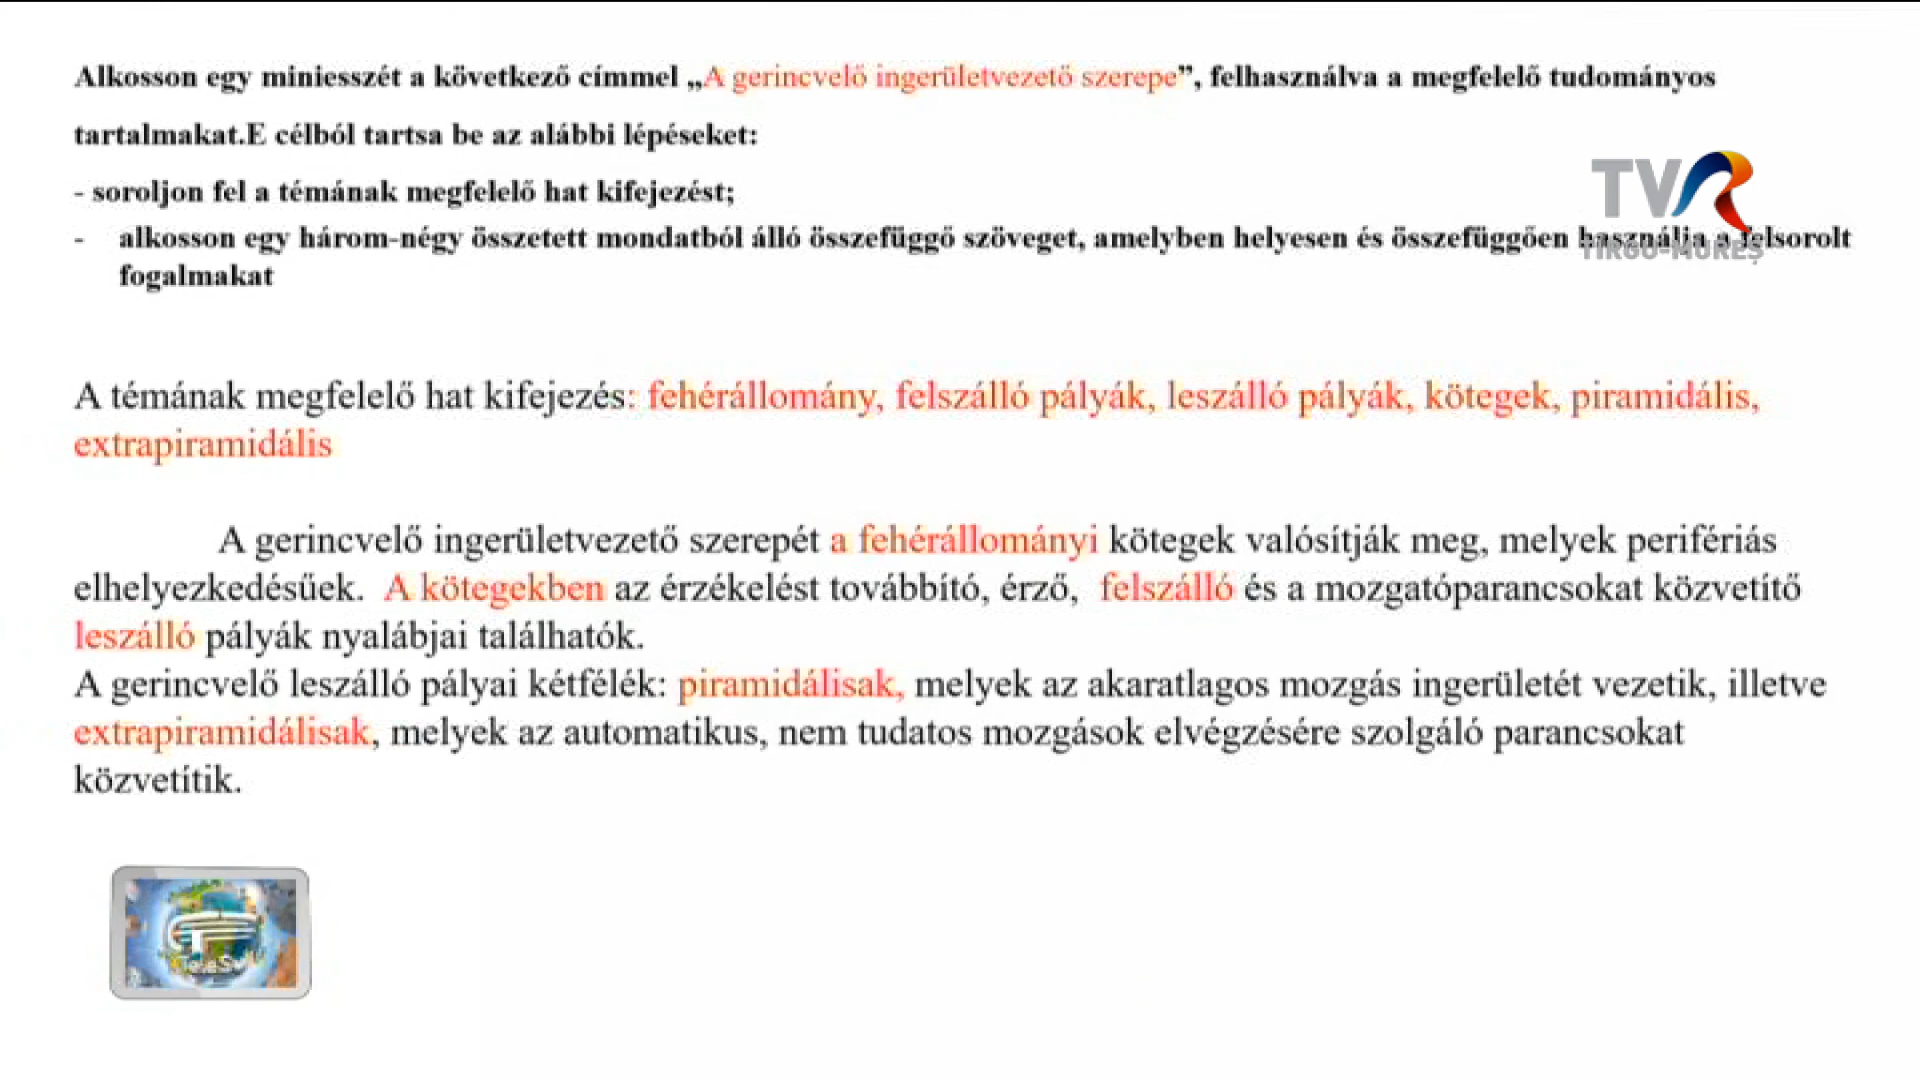 Alkosson egy miniesszét a következő címmel „A gerincvelő ingerületvezető szerepe”, felhasználva a megfelelő tudományos
tartalmakat.E célból tartsa be az alábbi lépéseket:
TVR
- soroljon fel a témának megfelelő hat kifejezést;
- alkosson egy három-négy összetett mondatból álló összefüggő szöveget, amelyben helyesen és összefüggően használja a felsorolt
TÎRGU-MUREȘ
fogalmakat
A témának megfelelő hat kifejezés: fehérállomány, felszálló pályák, leszálló pályák, kötegek, piramidális,
extrapiramidális
A gerincvelő ingerületvezető szerepét a fehérállományi kötegek valósítják meg, melyek perifériás
elhelyezkedésűek. A kötegekben az érzékelést továbbító, érző, felszálló és a mozgatóparancsokat közvetítő
leszálló pályák nyalábjai találhatók.
A gerincvelő leszálló pályai kétfélék: piramidálisak, melyek az akaratlagos mozgás ingerületét vezetik, illetve
extrapiramidálisak, melyek az automatikus, nem tudatos mozgások elvégzésére szolgáló parancsokat
közvetítik.